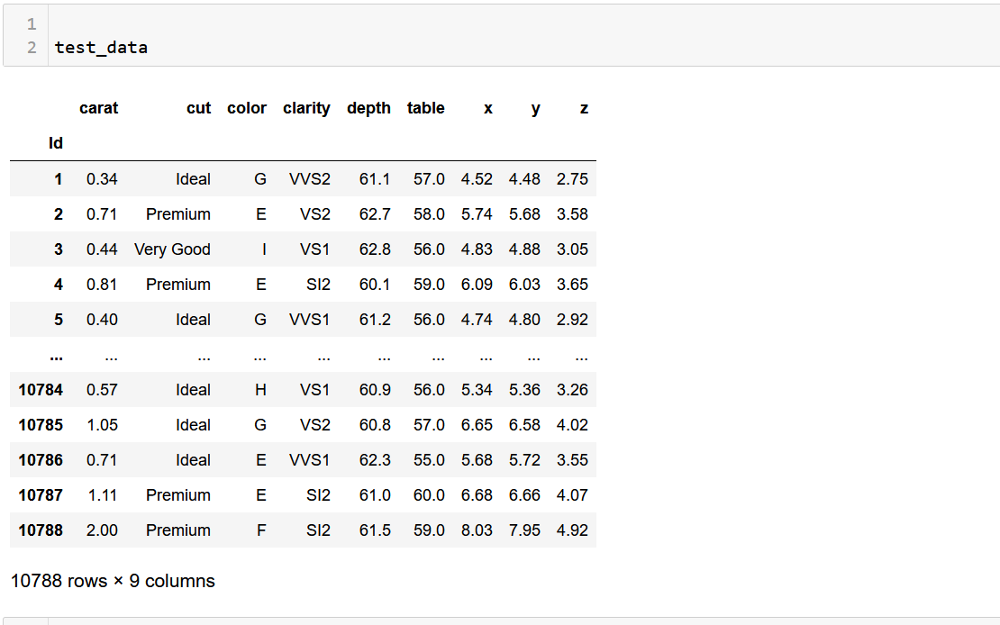 1
2 test_data
carat cut color clarity depth table x y z
Id
1 0.34 Ideal G VVS2 61.1 57.0 4.52 4.48 2.75
2 0.71 Premium E VS2 62.7 58.0 5.74 5.68 3.58
3 0.44 Very Good I VS1 62.8 56.0 4.83 4.88 3.05
4 0.81 Premium E SI2 60.1 59.0 6.09 6.03 3.65
5 0.40 Ideal G VVS1 61.2 56.0 4.74 4.80 2.92
... ... ... ... ... ... ... ... ... ...
10784 0.57 Ideal H VS1 60.9 56.0 5.34 5.36 3.26
10785 1.05 Ideal G VS2 60.8 57.0 6.65 6.58 4.02
10786 0.71 Ideal E VVS1 62.3 55.0 5.68 5.72 3.55
10787 1.11 Premium E SI2 61.0 60.0 6.68 6.66 4.07
10788 2.00 Premium F SI2 61.5 59.0 8.03 7.95 4.92
10788 rows × 9 columns